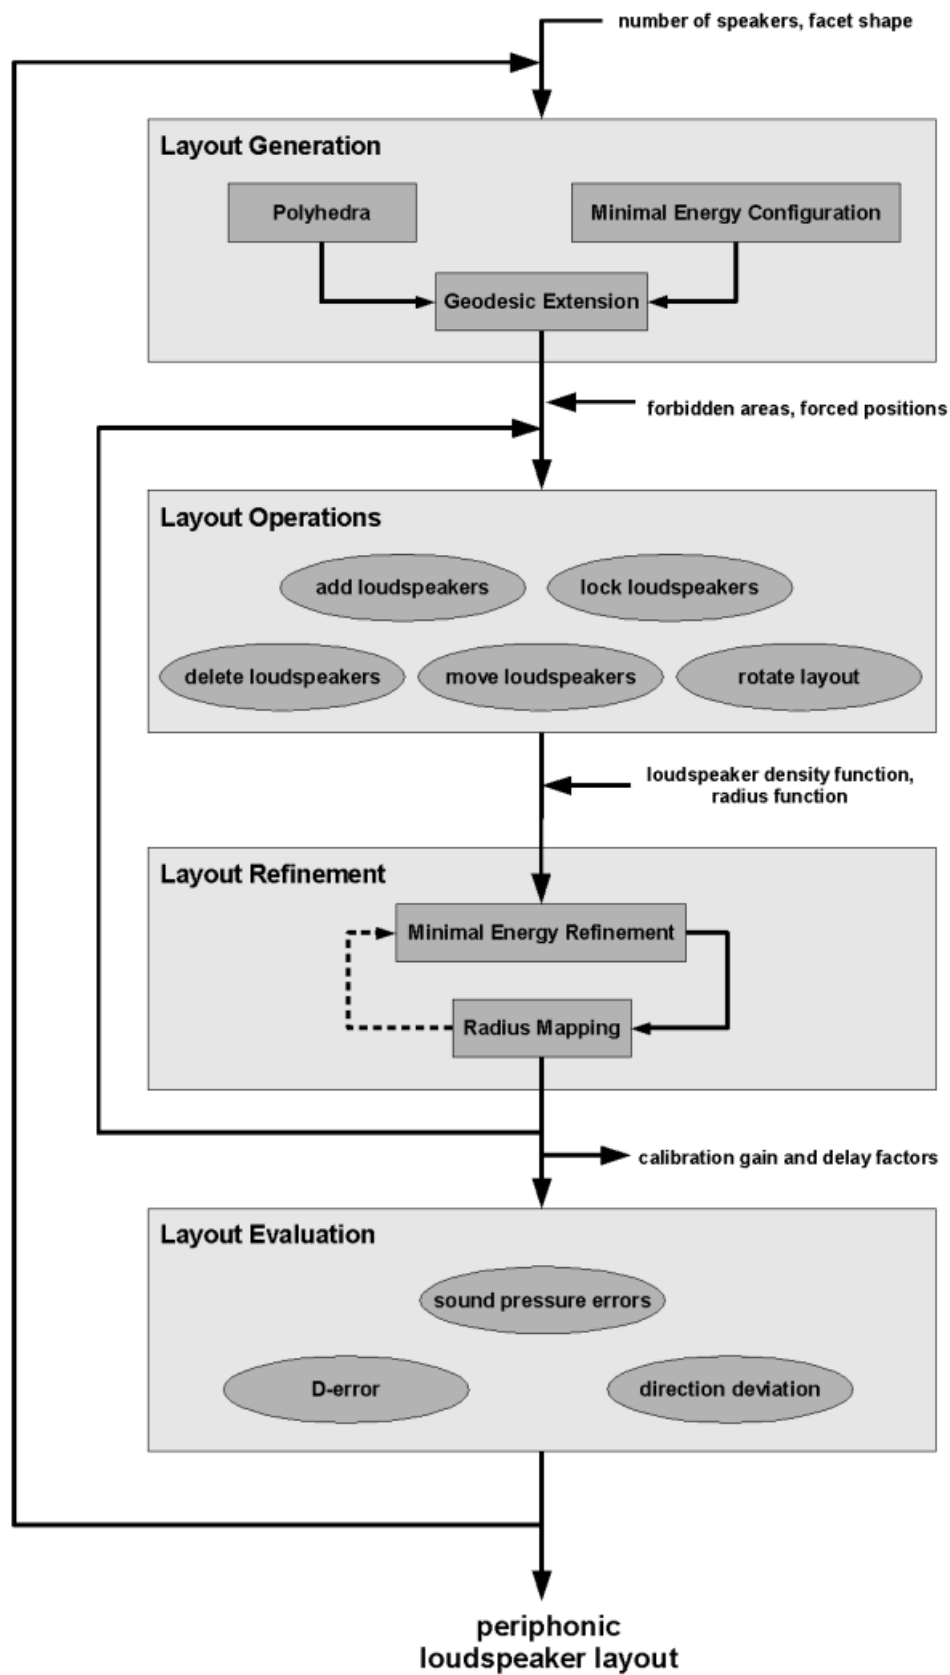 number of speakers, facet shape
Layout Generation
Polyhedra
Minimal Energy Configuration
Geodesic Extension
forbidden areas, forced positions
Layout Operations
add loudspeakers
lock loudspeakers
delete loudspeakers
move loudspeakers
rotate layout
loudspeaker density function,
radius function
Layout Refinement
Minimal Energy Refinement
Radius Mapping
calibration gain and delay factors
Layout Evaluation
sound pressure errors
D-error
direction deviation
periphonic
loudspeaker layout